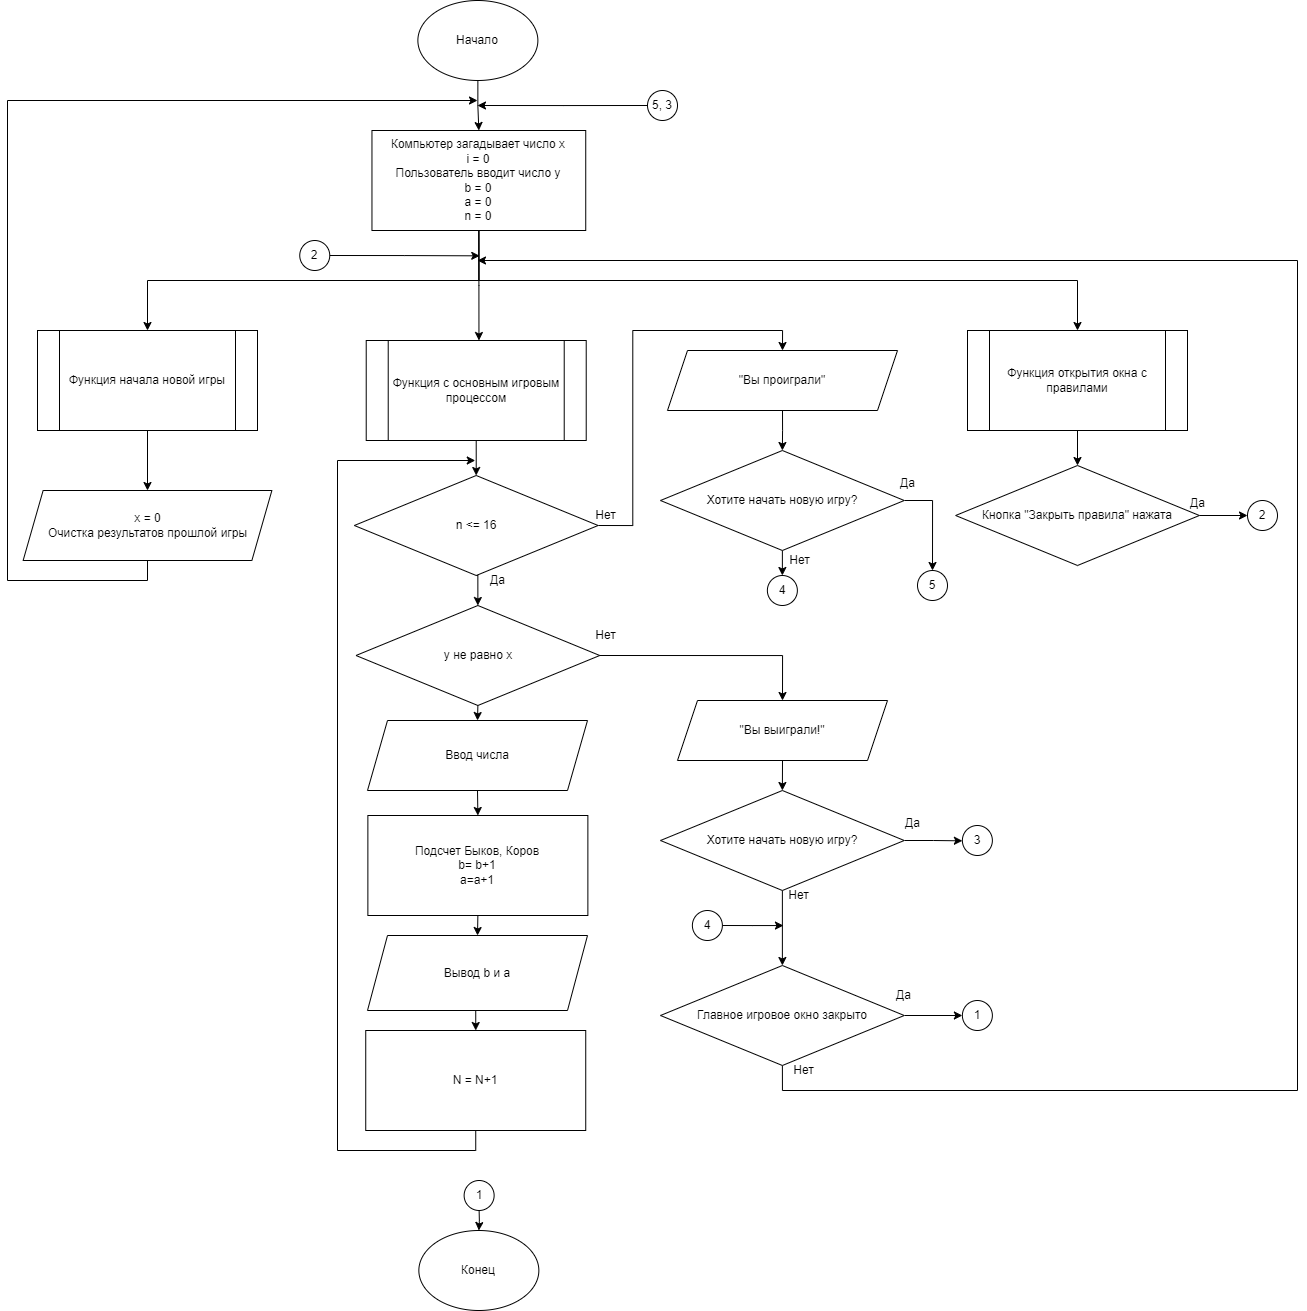 Начало
5, 3
Компьютер загадывает число x
i = 0
Пользователь вводит число y
b = 0
a = 0
n = 0
2
Функция начала новой игры
x = 0
Очистка результатов прошлой игры
Функция с основным игровым
процессом
n <= 16
Нет
Да
y не равно x
Нет
Ввод числа
Подсчет Быков, Коров
b= b+1
a=a+1
Вывод b и a
N = N+1
"Вы проиграли"
Хотите начать новую игру?
Да
Нет
4
5
"Вы выиграли!"
Хотите начать новую игру?
Да
3
Нет
4
Главное игровое окно закрыто
Да
1
Нет
Функция открытия окна с
правилами
Кнопка "Закрыть правила" нажата
Да
2
1
Конец